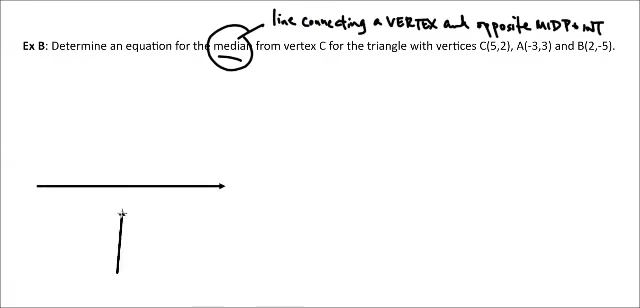 line connecting a VERTEX and opposite MIDPOINT
Ex B: Determine an equation for the median from vertex C for the triangle with vertices C(5,2), A(-3,3) and B(2,-5).